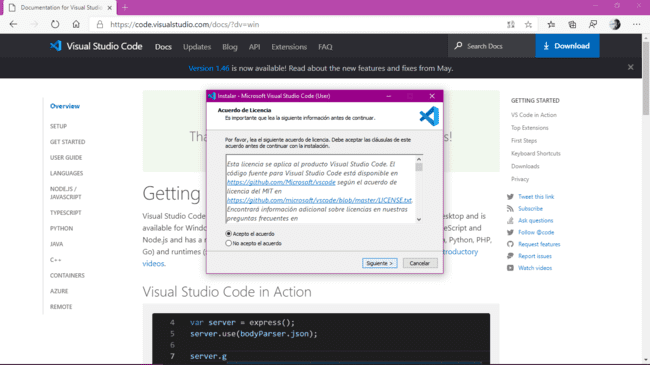 Documentation for Visual Studio
https://code.visualstudio.com/docs/?dv=win
Visual Studio Code
Docs
Updates
Blog
API
Extensions
FAQ
Search Docs
Download
Version 1.46 is now available! Read about the new features and fixes from May.
Overview
SETUP
GET STARTED
USER GUIDE
LANGUAGES
NODE.JS /
JAVASCRIPT
TYPESCRIPT
PYTHON
JAVA
C++
CONTAINERS
AZURE
REMOTE
Instalar - Microsoft Visual Studio Code (User)
Acuerdo de Licencia
Es importante que lea la siguiente información antes de continuar.
Por favor, lea el siguiente acuerdo de licencia. Debe aceptar las cláusulas de este
acuerdo antes de continuar con la instalación.
Esta licencia se aplica al producto Visual Studio Code. El
código fuente para Visual Studio Code está disponible en
https://github.com/Microsoft/vscode según el acuerdo de
licencia del MIT en
https://github.com/microsoft/vscode/blob/master/LICENSE.txt.
Encontrará información adicional sobre licencias en nuestras
preguntas frecuentes en
Acepto el acuerdo
No acepto el acuerdo
Siguiente >
Cancelar
Getting
Visual Studio Code
available for Window
Node.js and has a
Go) and runtimes
videos.
desktop and is
Script and
Python, PHP,
introductory
Visual Studio Code in Action
4 var server = express();
5 server.use(bodyParser.json);
6
7 server.g
GETTING STARTED
VS Code in Action
Top Extensions
First Steps
Keyboard Shortcuts
Downloads
Privacy
Tweet this link
Subscribe
Ask questions
Follow @code
Request features
Report issues
Watch videos